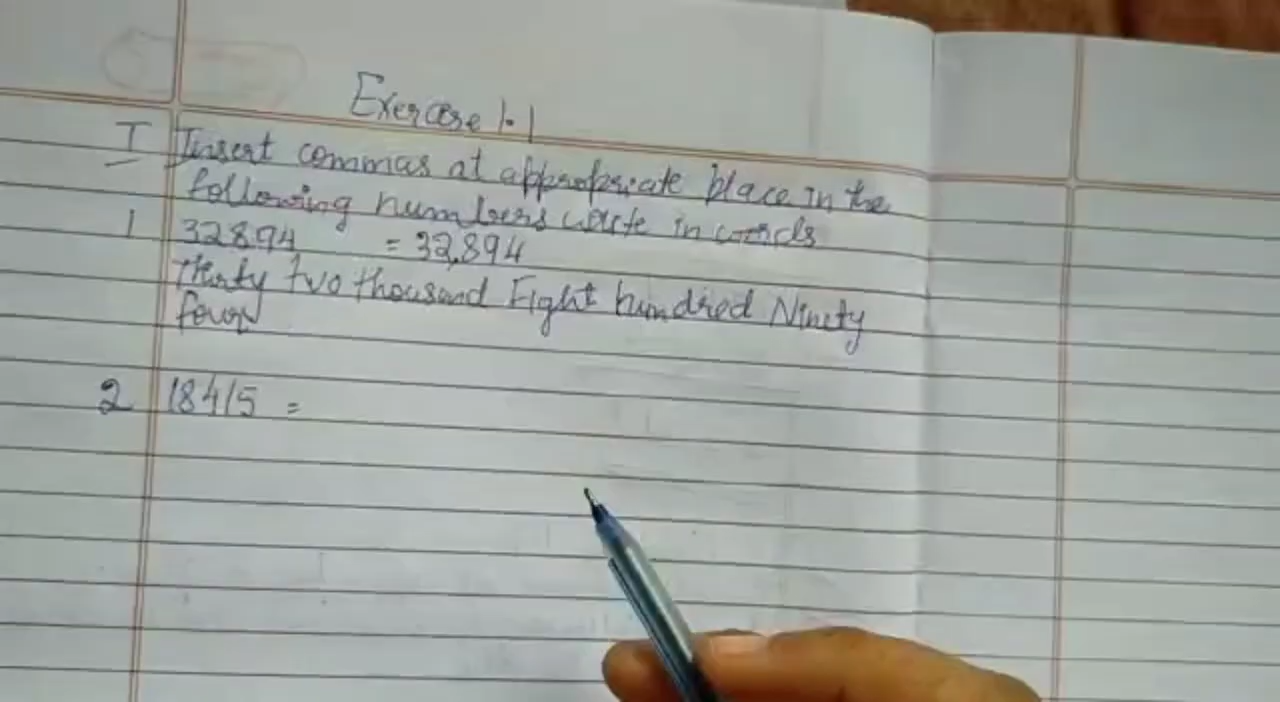 Exercise 1.1
I Insert commas at appropriate place in the
following numbers write in words
1 32894 = 32,894
Thirty two thousand Eight hundred Ninety
four
2 18415 =